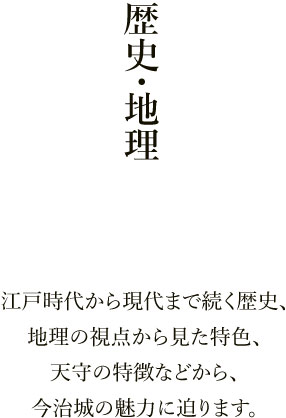 歴史・地理
江戸時代から現代まで続く歴史、
地理の視点から見た特色、
天守の特徴などから、
今治城の魅力に迫ります。